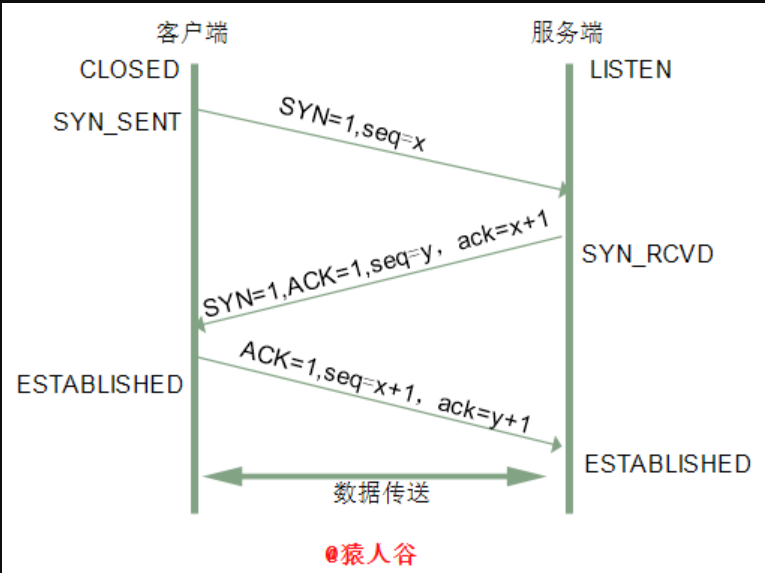 客户端
服务端
CLOSED
LISTEN
SYN_SENT
SYN=1,seq=x
SYN=1,ACK=1,seq=y，ack=x+1
SYN_RCVD
ACK=1,seq=x+1，ack=y+1
ESTABLISHED
ESTABLISHED
数据传送
@猿人谷